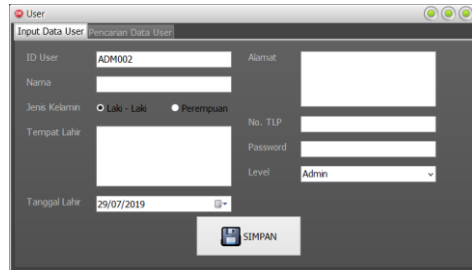 User
Input Data User Pencarian Data User
ID User ADM002
Nama
Jenis Kelamin Laki - Laki Perempuan
Tempat Lahir
Tanggal Lahir 29/07/2019
Alamat
No. TLP
Password
Level Admin
SIMPAN